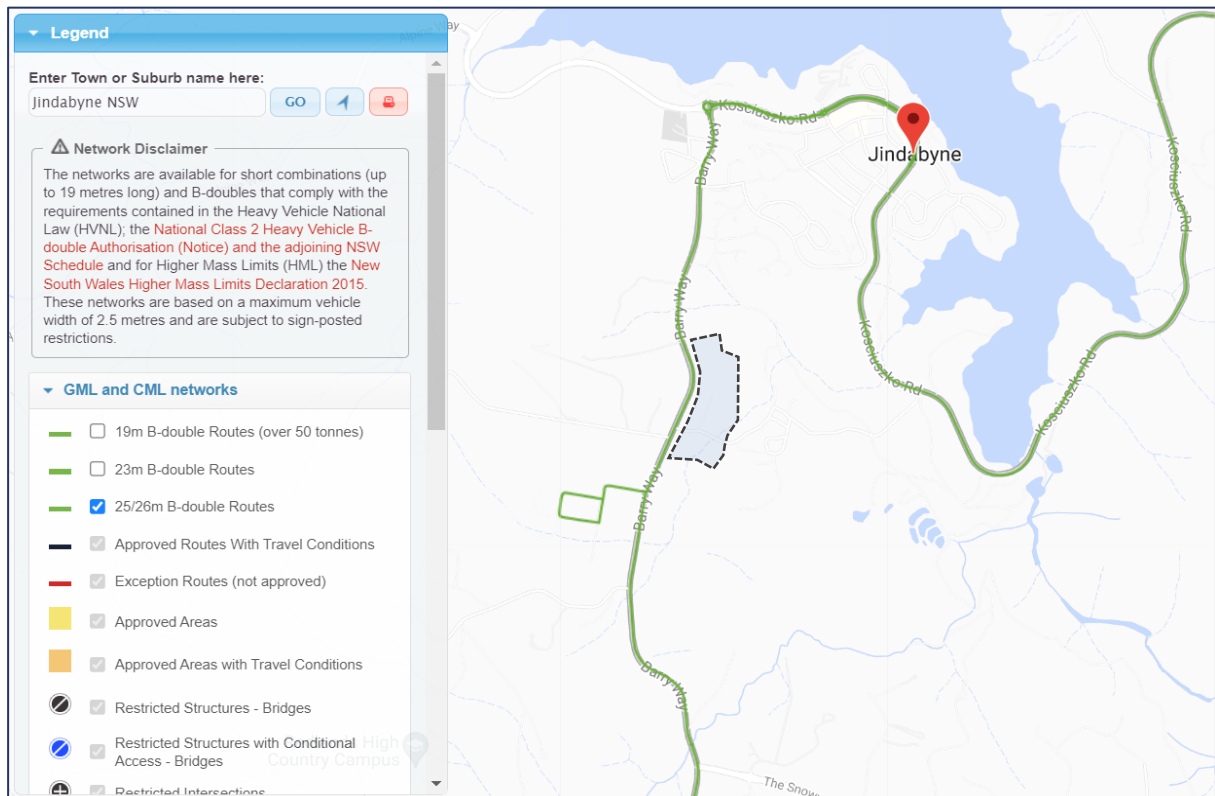 Legend
Enter Town or Suburb name here:
Jindabyne NSW
GO
Network Disclaimer
The networks are available for short combinations (up
to 19 metres long) and B-doubles that comply with the
requirements contained in the Heavy Vehicle National
Law (HVNL); the National Class 2 Heavy Vehicle B-
double Authorisation (Notice) and the adjoining NSW
Schedule and for Higher Mass Limits (HML) the New
South Wales Higher Mass Limits Declaration 2015.
These networks are based on a maximum vehicle
width of 2.5 metres and are subject to sign-posted
restrictions.
GML and CML networks
19m B-double Routes (over 50 tonnes)
23m B-double Routes
25/26m B-double Routes
Approved Routes With Travel Conditions
Exception Routes (not approved)
Approved Areas
Approved Areas with Travel Conditions
Restricted Structures - Bridges
Restricted Structures with Conditional
Access - Bridges
Restricted Intersections
High
Country Campus
Alpine Way
Kosciuszko Rd
Jindabyne
Barry Way
Barry Way
Kosciuszko Rd
Kosciuszko Rd
Kosciuszko Rd
Barry Way
Barry Way
The Snow